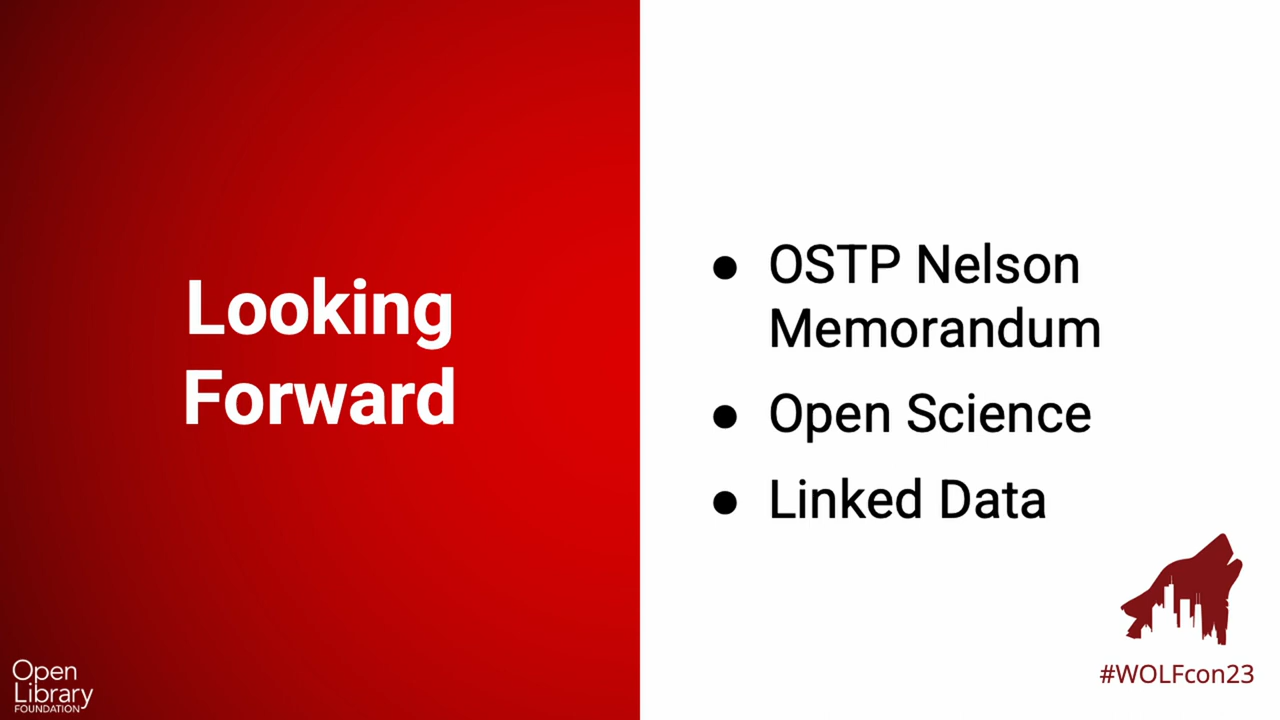 Looking
Forward
● OSTP Nelson
Memorandum
● Open Science
● Linked Data
#WOLFcon23
Open
Library
FOUNDATION